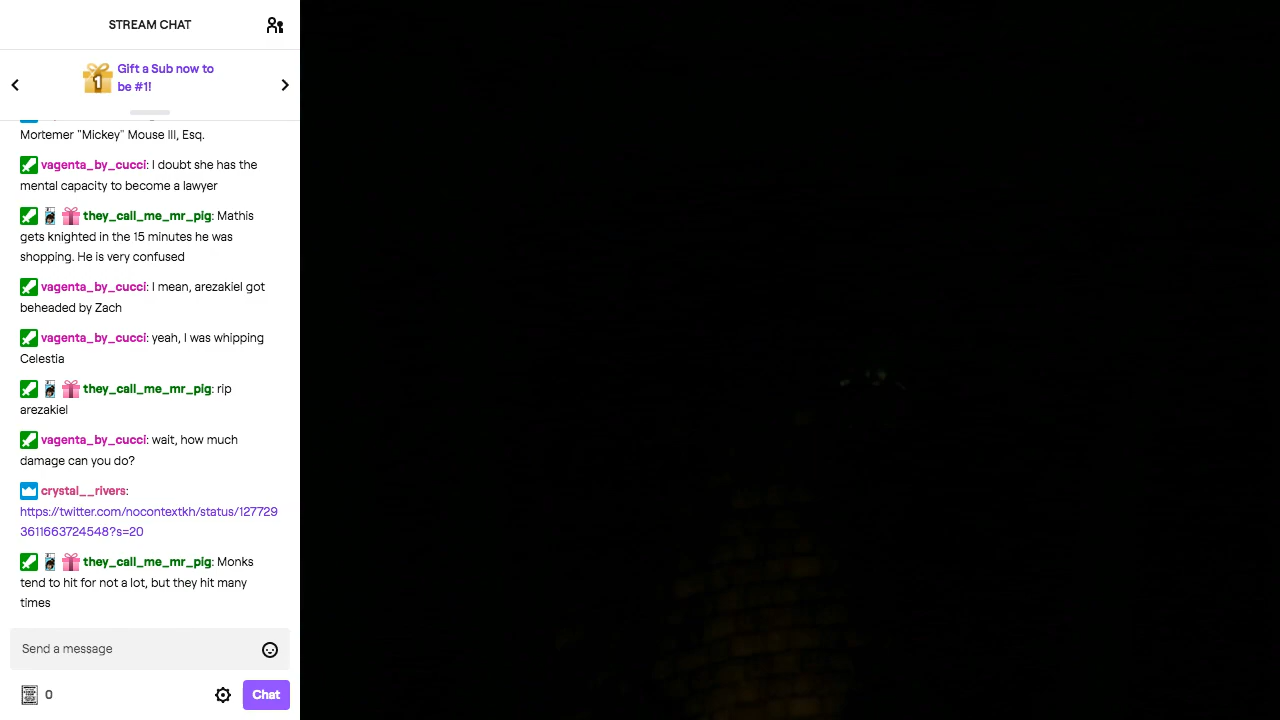 STREAM CHAT
Gift a Sub now to
be #1!
1
Mortemer "Mickey" Mouse III, Esq.
vagenta_by_cucci: I doubt she has the
mental capacity to become a lawyer
they_call_me_mr_pig: Mathis
gets knighted in the 15 minutes he was
shopping. He is very confused
vagenta_by_cucci: I mean, arezakiel got
beheaded by Zach
vagenta_by_cucci: yeah, I was whipping
Celestia
they_call_me_mr_pig: rip
arezakiel
vagenta_by_cucci: wait, how much
damage can you do?
crystal__rivers:
https://twitter.com/nocontextkh/status/127729
3611663724548?s=20
they_call_me_mr_pig: Monks
tend to hit for not a lot, but they hit many
times
Send a message
0
Chat